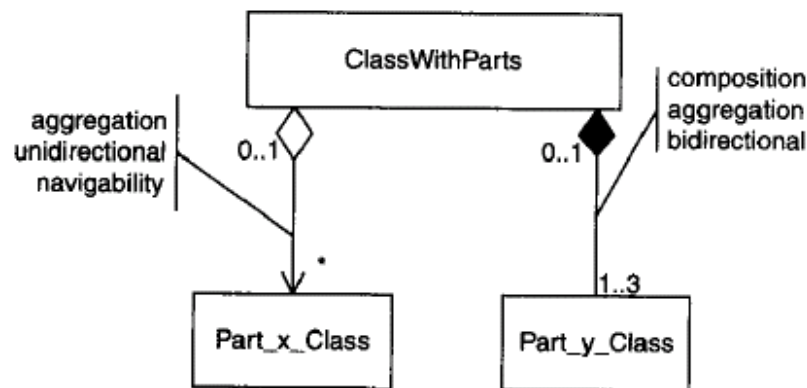 ClassWithParts
aggregation
unidirectional
navigability
0..1
0..1
composition
aggregation
bidirectional
*
1..3
Part_x_Class
Part_y_Class